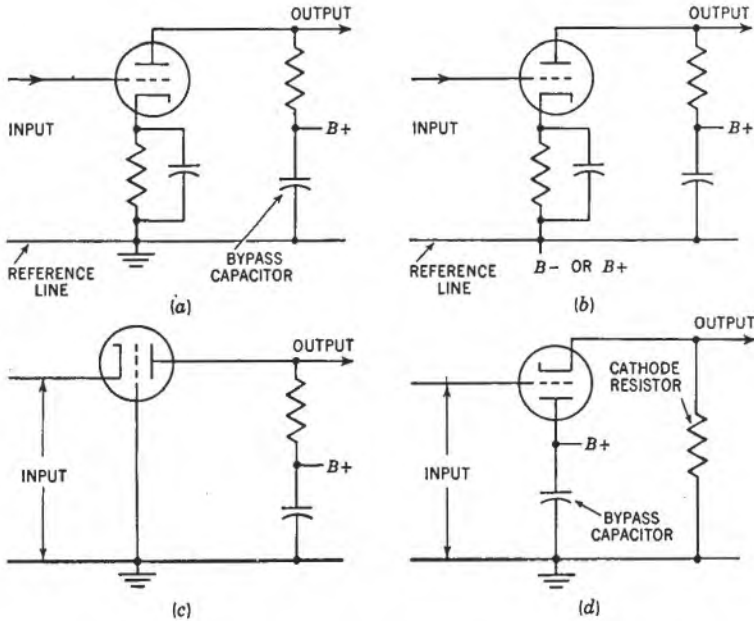 OUTPUT
INPUT
B+
BYPASS
CAPACITOR
REFERENCE
LINE
(a)
OUTPUT
INPUT
B+
REFERENCE
LINE
B- OR B+
(b)
OUTPUT
INPUT
B+
(c)
OUTPUT
CATHODE
RESISTOR
INPUT
B+
BYPASS
CAPACITOR
(d)